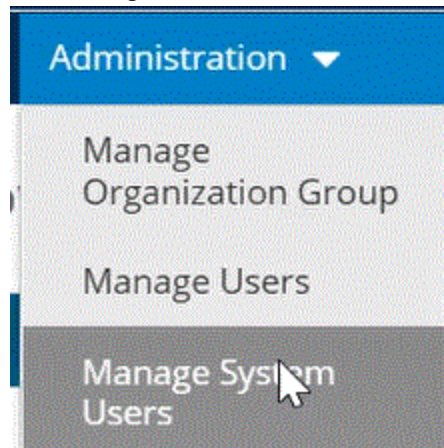 Administration
Manage
Organization Group
Manage Users
Manage System
Users